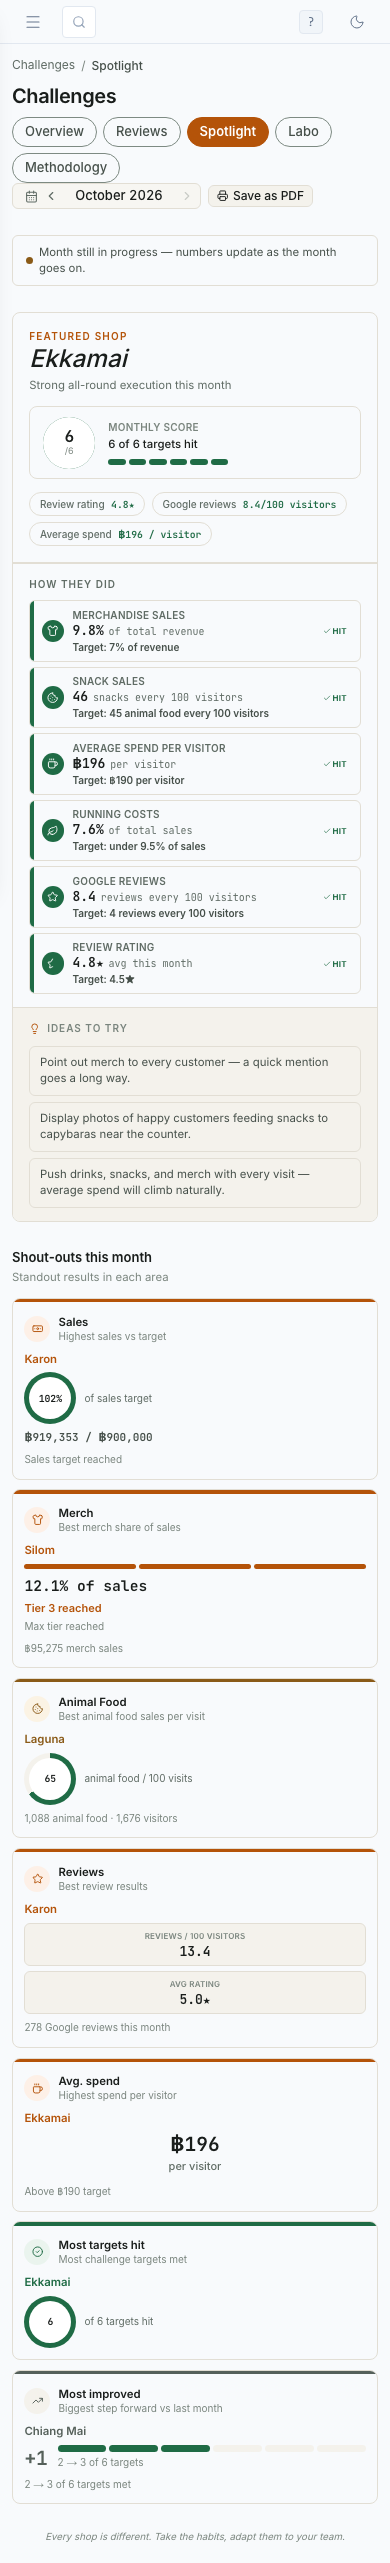 ?
Challenges / Spotlight
Challenges
Overview
Reviews
Spotlight
Labo
Methodology
October 2026
Save as PDF
Month still in progress — numbers update as the month
goes on.
FEATURED SHOP
Ekkamai
Strong all-round execution this month
6
/6
MONTHLY SCORE
6 of 6 targets hit
Review rating 4.8★
Google reviews 8.4/100 visitors
Average spend ฿196 / visitor
HOW THEY DID
MERCHANDISE SALES
9.8% of total revenue
Target: 7% of revenue
✓ HIT
SNACK SALES
46 snacks every 100 visitors
Target: 45 animal food every 100 visitors
✓ HIT
AVERAGE SPEND PER VISITOR
฿196 per visitor
Target: ฿190 per visitor
✓ HIT
RUNNING COSTS
7.6% of total sales
Target: under 9.5% of sales
✓ HIT
GOOGLE REVIEWS
8.4 reviews every 100 visitors
Target: 4 reviews every 100 visitors
✓ HIT
REVIEW RATING
4.8★ avg this month
Target: 4.5★
✓ HIT
IDEAS TO TRY
Point out merch to every customer — a quick mention
goes a long way.
Display photos of happy customers feeding snacks to
capybaras near the counter.
Push drinks, snacks, and merch with every visit —
average spend will climb naturally.
Shout-outs this month
Standout results in each area
Sales
Highest sales vs target
Karon
102%
of sales target
฿919,353 / ฿900,000
Sales target reached
Merch
Best merch share of sales
Silom
12.1% of sales
Tier 3 reached
Max tier reached
฿95,275 merch sales
Animal Food
Best animal food sales per visit
Laguna
65
animal food / 100 visits
1,088 animal food · 1,676 visitors
Reviews
Best review results
Karon
REVIEWS / 100 VISITORS
13.4
AVG RATING
5.0★
278 Google reviews this month
Avg. spend
Highest spend per visitor
Ekkamai
฿196
per visitor
Above ฿190 target
Most targets hit
Most challenge targets met
Ekkamai
6
of 6 targets hit
Most improved
Biggest step forward vs last month
Chiang Mai
+1
2 → 3 of 6 targets
2 → 3 of 6 targets met
Every shop is different. Take the habits, adapt them to your team.